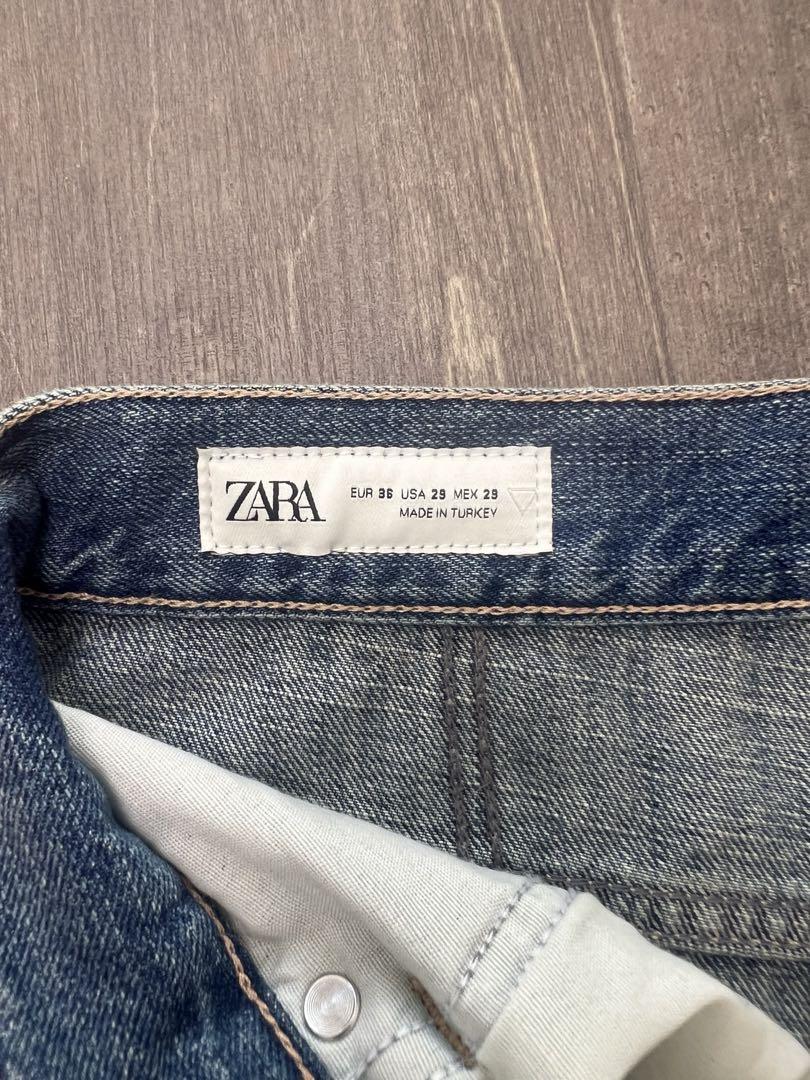 ZARA
EUR 36 USA 29 MEX 29
MADE IN TURKEY